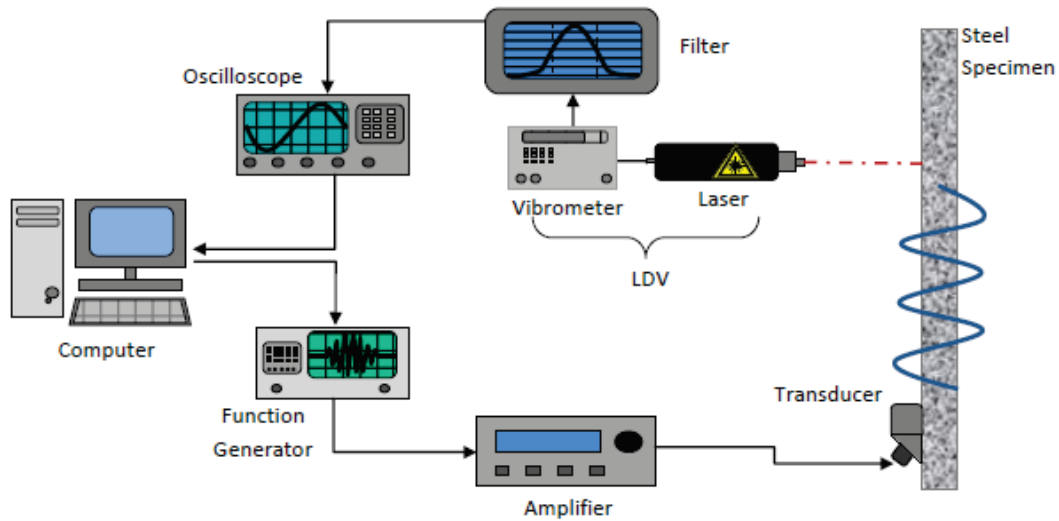 Steel
Specimen
Filter
Oscilloscope
Vibrometer
Laser
LDV
Computer
Transducer
Function
Generator
Amplifier